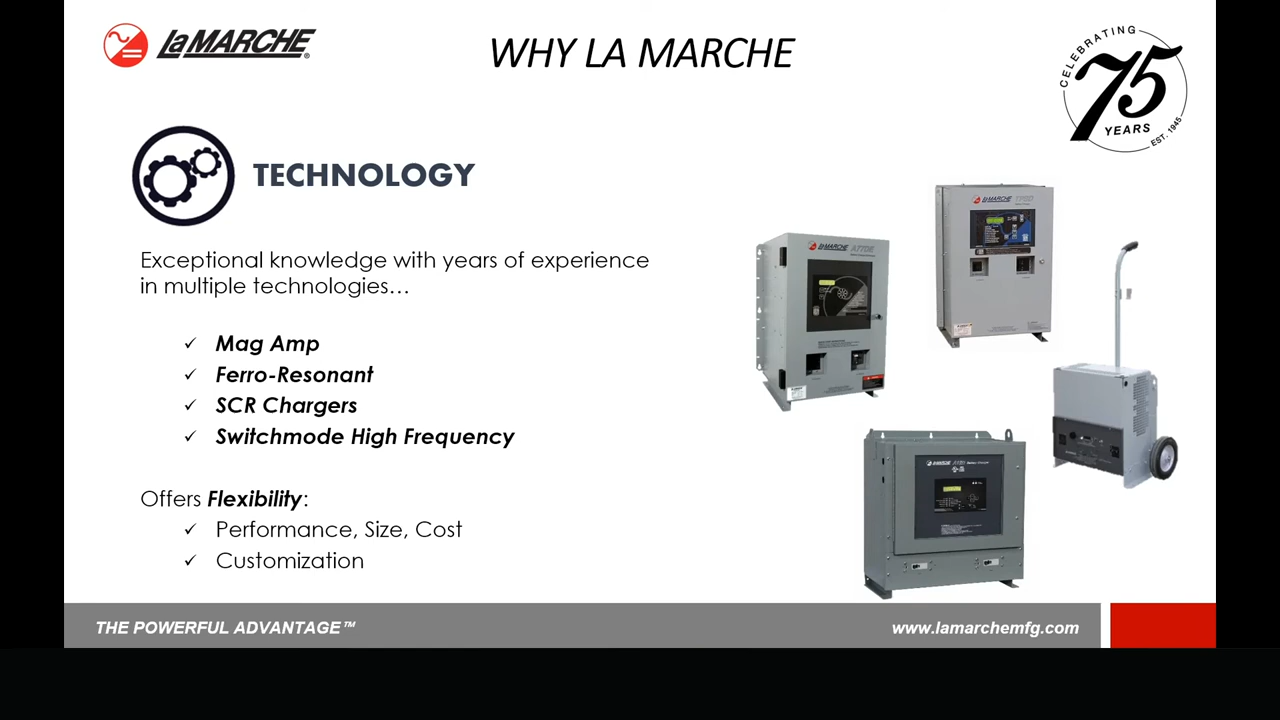 LaMARCHE®
WHY LA MARCHE
CELEBRATING
75
YEARS
EST. 1945
TECHNOLOGY
Exceptional knowledge with years of experience
in multiple technologies…
✓ Mag Amp
✓ Ferro-Resonant
✓ SCR Chargers
✓ Switchmode High Frequency
Offers Flexibility:
✓ Performance, Size, Cost
✓ Customization
LaMARCHE
LaMARCHE
THE POWERFUL ADVANTAGE™
www.lamarchemfg.com